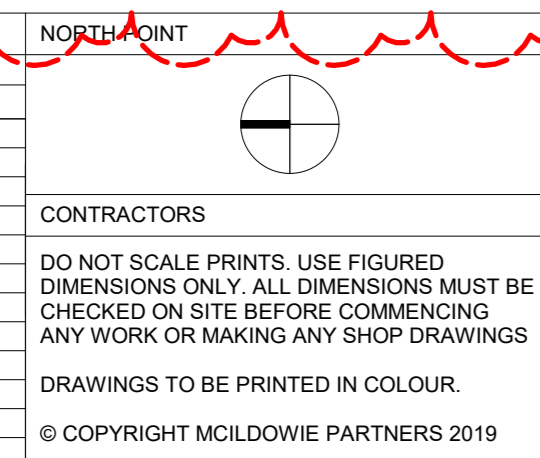 NORTH POINT
CONTRACTORS
DO NOT SCALE PRINTS. USE FIGURED
DIMENSIONS ONLY. ALL DIMENSIONS MUST BE
CHECKED ON SITE BEFORE COMMENCING
ANY WORK OR MAKING ANY SHOP DRAWINGS
DRAWINGS TO BE PRINTED IN COLOUR.
© COPYRIGHT MCILDOWIE PARTNERS 2019